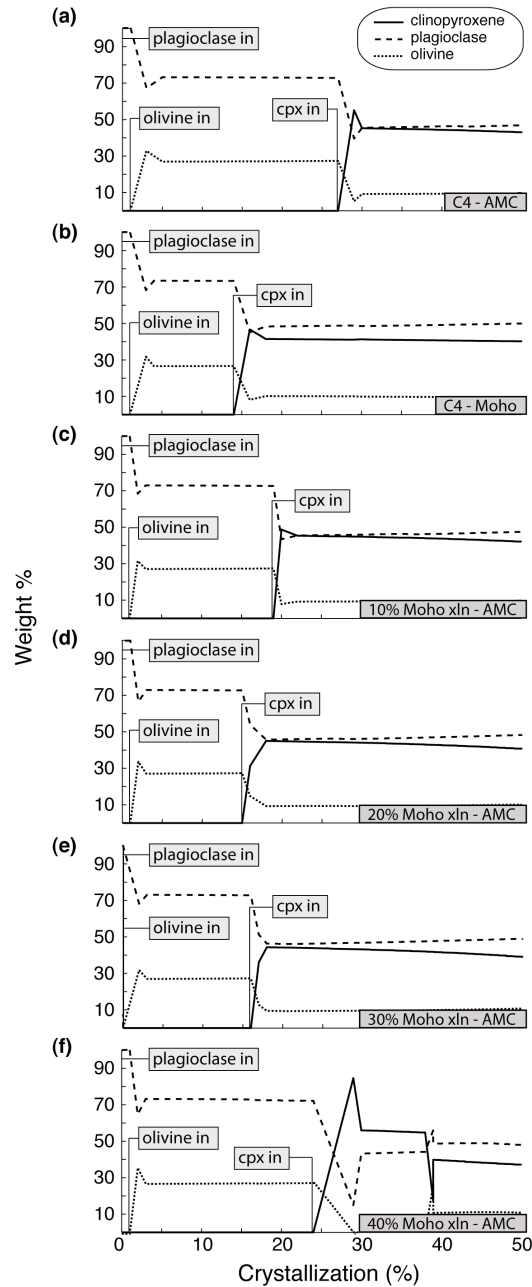 (a)
clinopyroxene
plagioclase
olivine
90
70
50
30
10
plagioclase in
olivine in
cpx in
C4 - AMC
(b)
90
70
50
30
10
plagioclase in
cpx in
olivine in
C4 - Moho
(c)
90
70
50
30
10
plagioclase in
cpx in
olivine in
10% Moho xln - AMC
Weight %
(d)
90
70
50
30
10
plagioclase in
cpx in
olivine in
20% Moho xln - AMC
(e)
90
70
50
30
10
plagioclase in
cpx in
olivine in
30% Moho xln - AMC
(f)
90
70
50
30
10
plagioclase in
olivine in
cpx in
40% Moho xln - AMC
0 10 20 30 40 50
Crystallization (%)